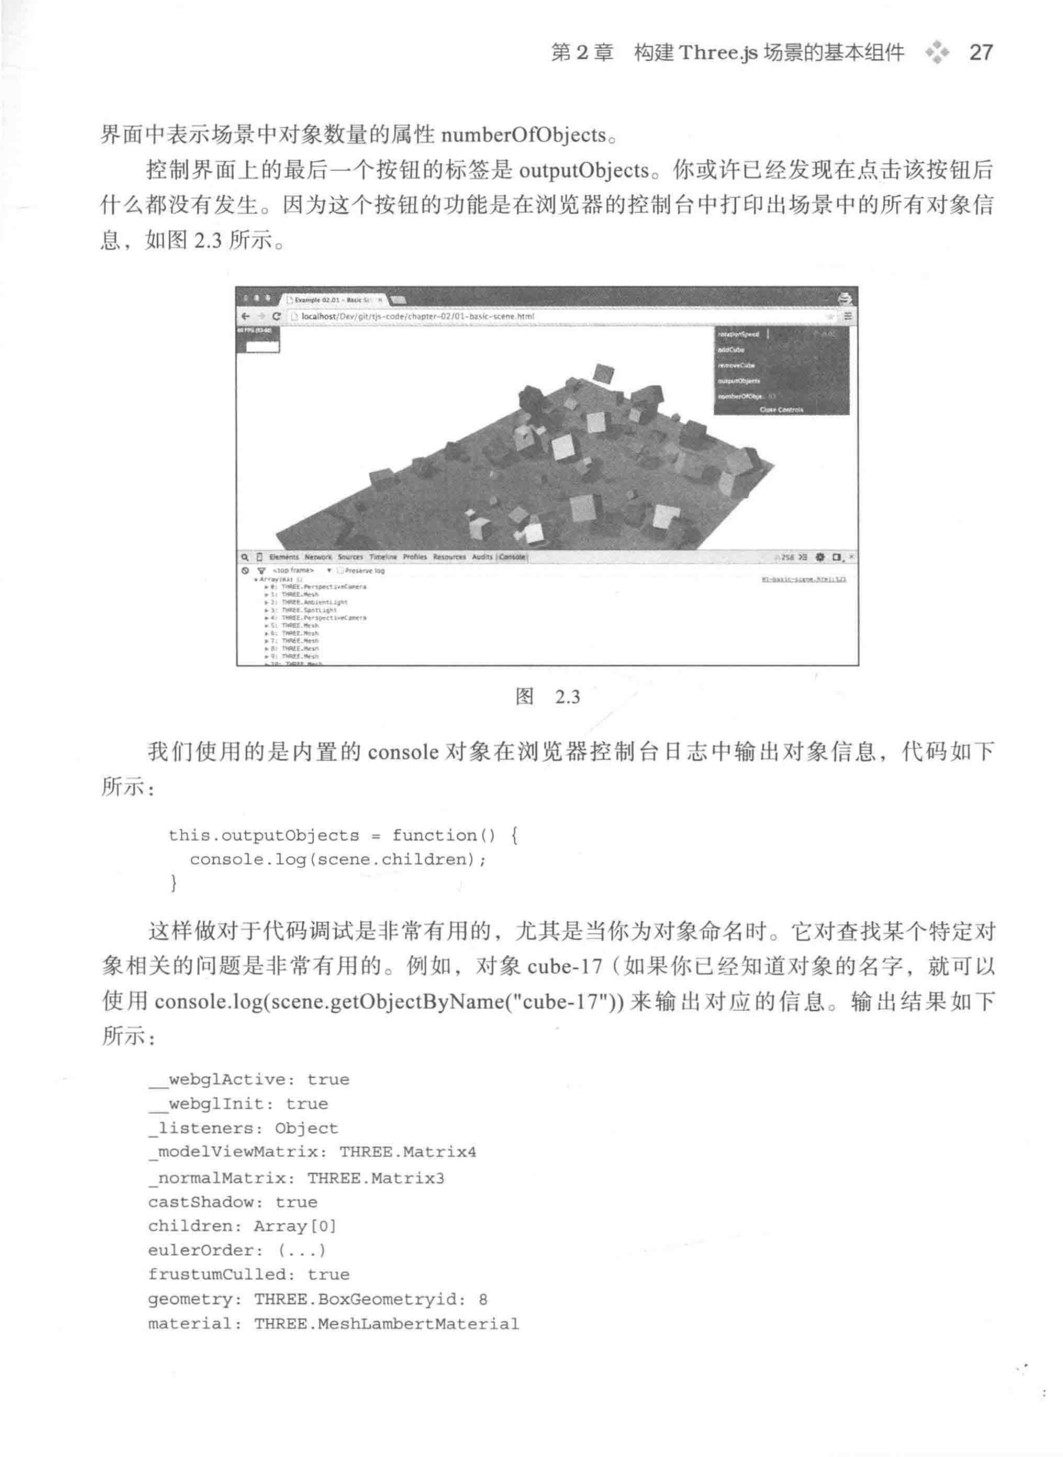 第 2 章 构建 Three.js 场景的基本组件 27
界面中表示场景中对象数量的属性 numberOfObjects。
控制界面上的最后一个按钮的标签是 outputObjects。你或许已经发现在点击该按钮后
什么都没有发生。因为这个按钮的功能是在浏览器的控制台中打印出场景中的所有对象信
息，如图 2.3 所示。
Example 02.01 - Basic
localhost/Dev/git/tjs-code/chapter-02/01-basic-scene.html
rotationSpeed
addCube
removeCube
outputObjects
numberOfObje
Close Controls
Elements Network Sources Timeline Profiles Resources Audits Console
<top frame> Preserve log
01-basic-scene.html
0: THREE.PerspectiveCamera
1: THREE.Mesh
2: THREE.AmbientLight
3: THREE.SpotLight
4: THREE.PerspectiveCamera
5: THREE.Mesh
6: THREE.Mesh
7: THREE.Mesh
8: THREE.Mesh
9: THREE.Mesh
10: THREE.Mesh
图 2.3
我们使用的是内置的 console 对象在浏览器控制台日志中输出对象信息，代码如下
所示：
this.outputObjects = function() {
console.log(scene.children);
}
这样做对于代码调试是非常有用的，尤其是当你为对象命名时。它对查找某个特定对
象相关的问题是非常有用的。例如，对象 cube-17（如果你已经知道对象的名字，就可以
使用 console.log(scene.getObjectByName("cube-17")) 来输出对应的信息。输出结果如下
所示：
__webglActive: true
__webglInit: true
_listeners: Object
_modelViewMatrix: THREE.Matrix4
_normalMatrix: THREE.Matrix3
castShadow: true
children: Array[0]
eulerOrder: (...)
frustumCulled: true
geometry: THREE.BoxGeometryid: 8
material: THREE.MeshLambertMaterial